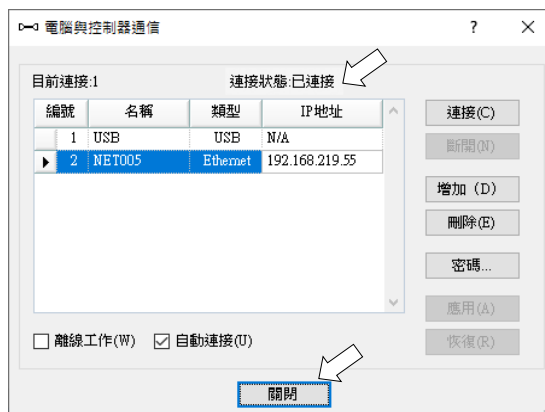 電腦與控制器通信 ?
目前連接:1 連接狀態:已連接
編號 名稱 類型 IP地址
1 USB USB N/A
2 NET005 Ethernet 192.168.219.55
連接(C)
斷開(N)
增加 (D)
刪除(E)
密碼...
應用(A)
恢復(R)
離線工作(W) 自動連接(U)
關閉